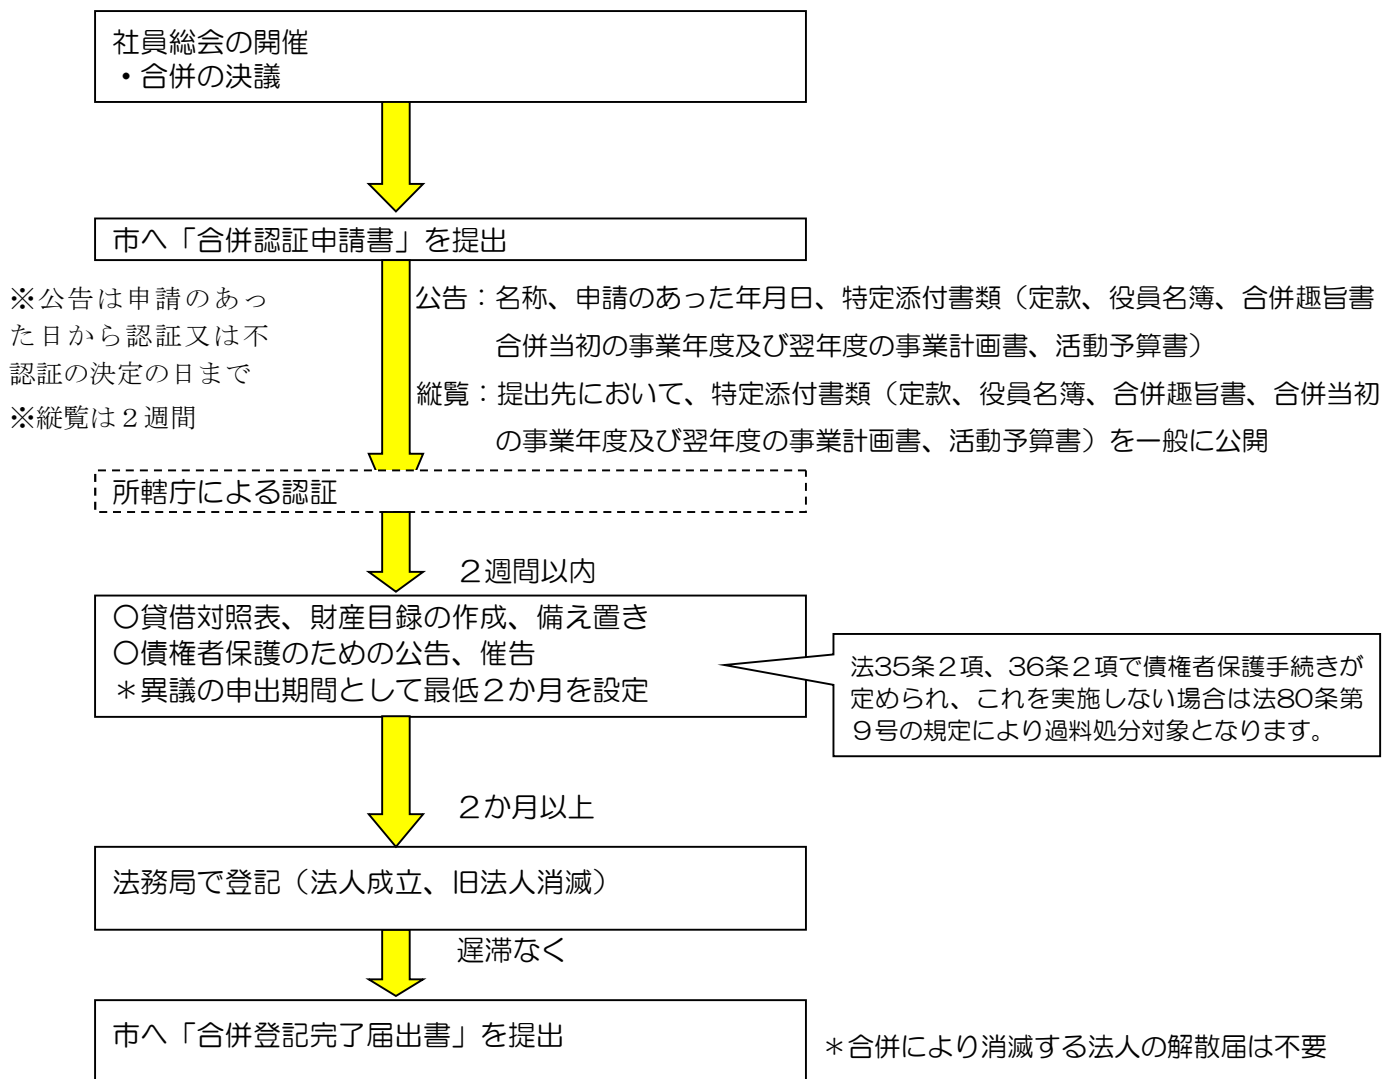 社員総会の開催
・合併の決議
市へ「合併認証申請書」を提出
※公告は申請のあっ
た日から認証又は不
認証の決定の日まで
※縦覧は２週間
公告：名称、申請のあった年月日、特定添付書類（定款、役員名簿、合併趣旨書
合併当初の事業年度及び翌年度の事業計画書、活動予算書）
縦覧：提出先において、特定添付書類（定款、役員名簿、合併趣旨書、合併当初
の事業年度及び翌年度の事業計画書、活動予算書）を一般に公開
所轄庁による認証
２週間以内
〇貸借対照表、財産目録の作成、備え置き
〇債権者保護のための公告、催告
＊異議の申出期間として最低２か月を設定
法35条２項、36条２項で債権者保護手続きが
定められ、これを実施しない場合は法80条第
９号の規定により過料処分対象となります。
２か月以上
法務局で登記（法人成立、旧法人消滅）
遅滞なく
市へ「合併登記完了届出書」を提出
＊合併により消滅する法人の解散届は不要